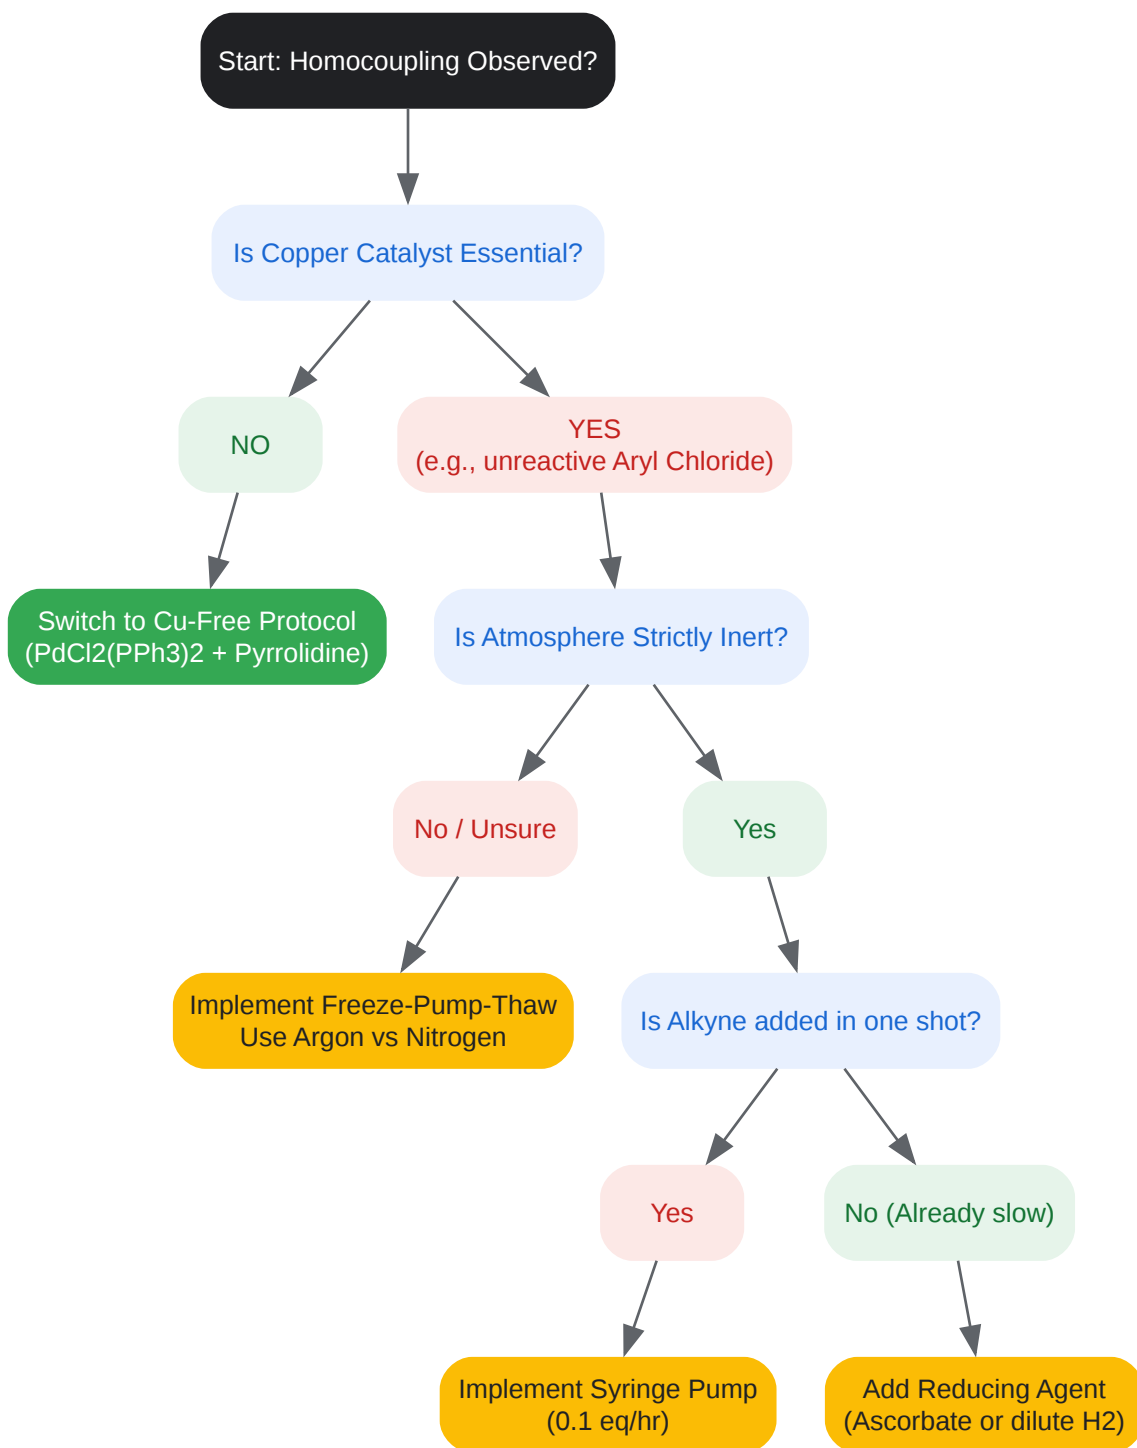 Start: Homocoupling Observed?
Is Copper Catalyst Essential?
NO
YES
(e.g., unreactive Aryl Chloride)
Switch to Cu-Free Protocol
(PdCl2(PPh3)2 + Pyrrolidine)
Is Atmosphere Strictly Inert?
No / Unsure
Yes
Implement Freeze-Pump-Thaw
Use Argon vs Nitrogen
Is Alkyne added in one shot?
Yes
No (Already slow)
Implement Syringe Pump
(0.1 eq/hr)
Add Reducing Agent
(Ascorbate or dilute H2)